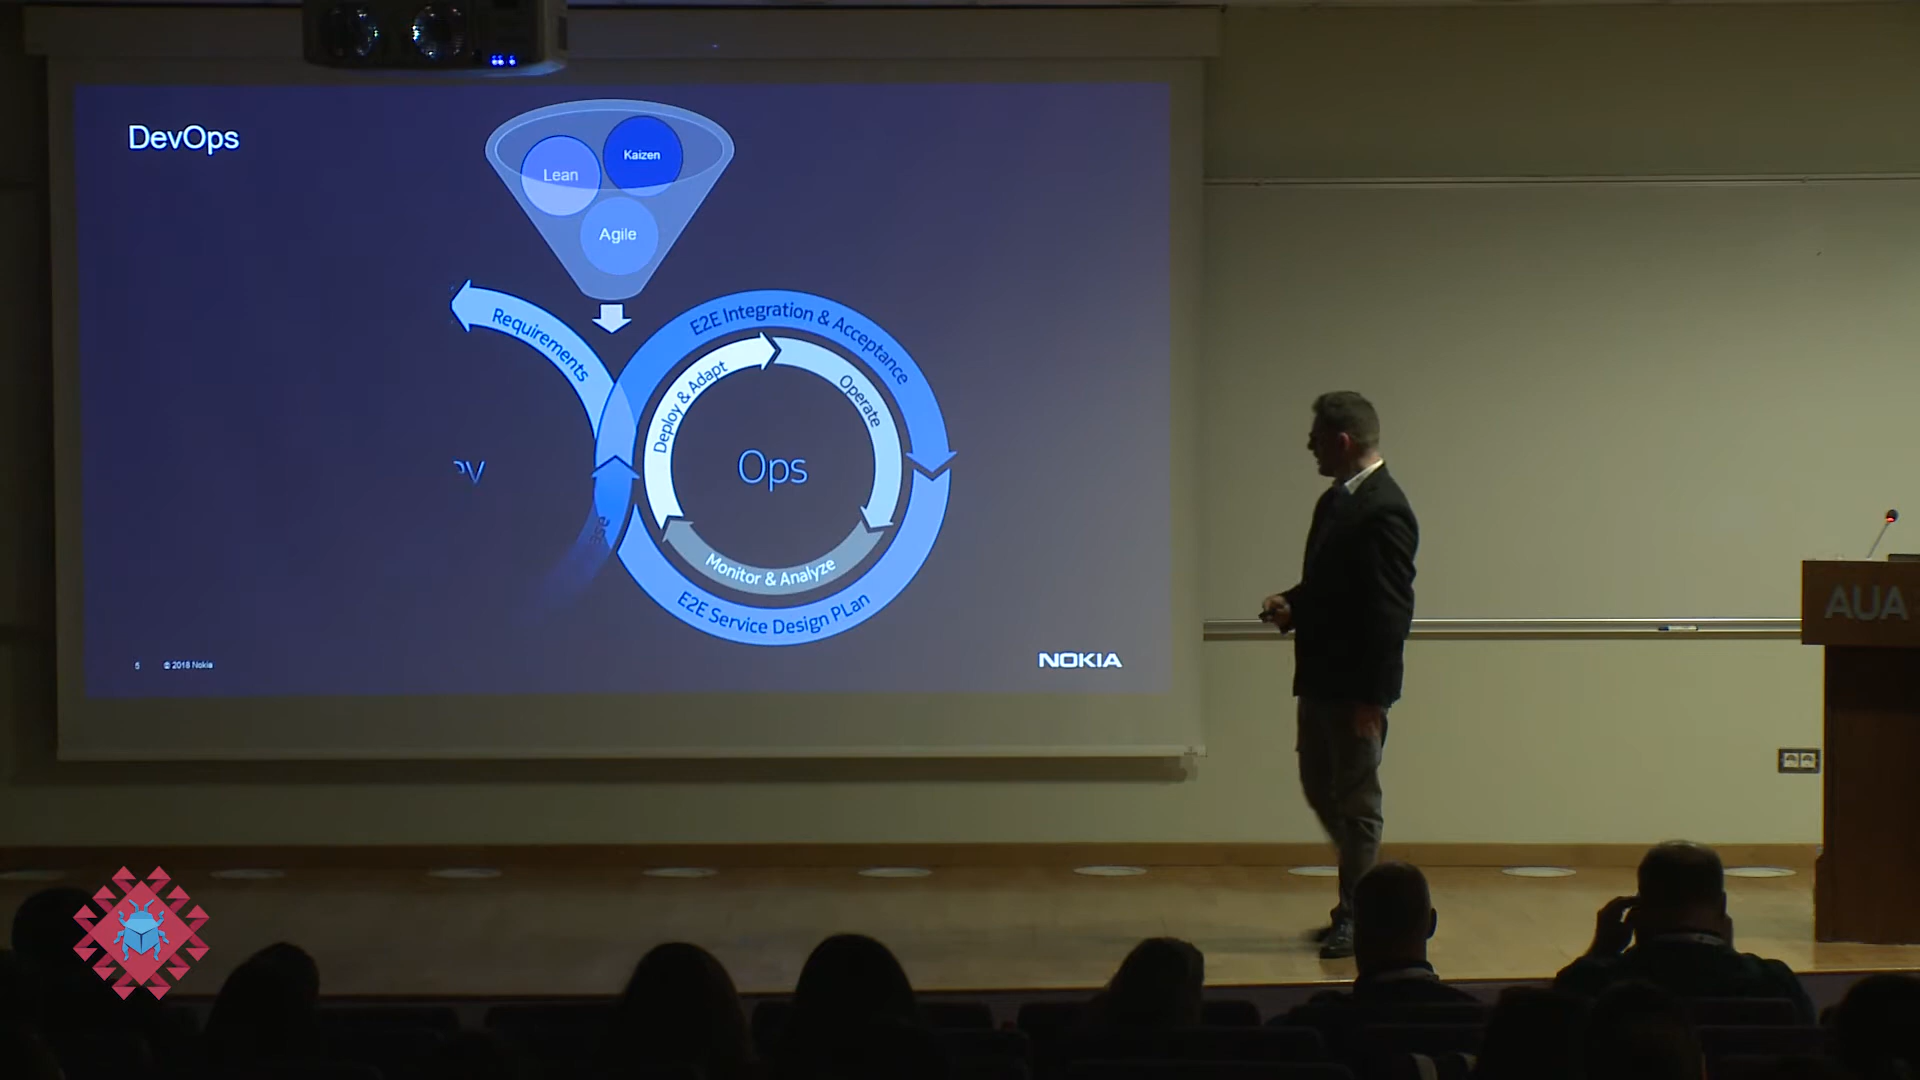 DevOps
Lean
Kaizen
Agile
Requirements
E2E Integration & Acceptance
Deploy & Adapt
Operate
Ops
Monitor & Analyze
E2E Service Design PLan
5 © 2018 Nokia
NOKIA
AUA